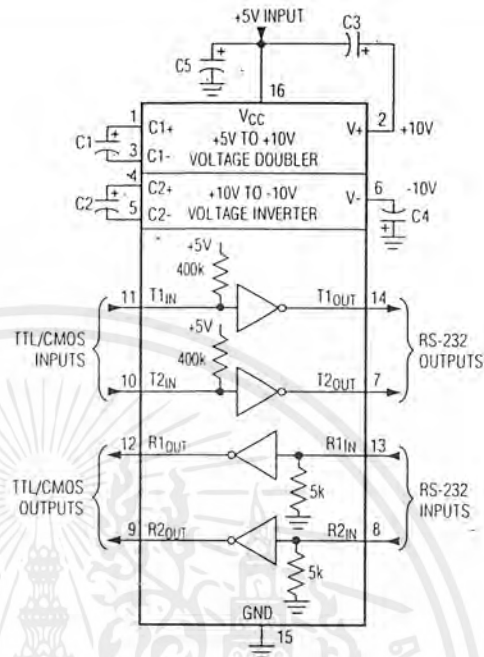 +5V INPUT
C3
C5
+
+
16
1
C1+
VCC
V+
2
+10V
C1
+
+5V TO +10V
3
C1-
VOLTAGE DOUBLER
4
C2+
+10V TO -10V
V-
6
-10V
C2
+
5
C2-
VOLTAGE INVERTER
+
C4
+5V
400k
11
T1IN
T1OUT
14
TTL/CMOS
INPUTS
+5V
400k
RS-232
OUTPUTS
10
T2IN
T2OUT
7
12
R1OUT
R1IN
13
TTL/CMOS
OUTPUTS
5k
RS-232
INPUTS
9
R2OUT
R2IN
8
5k
GND
15